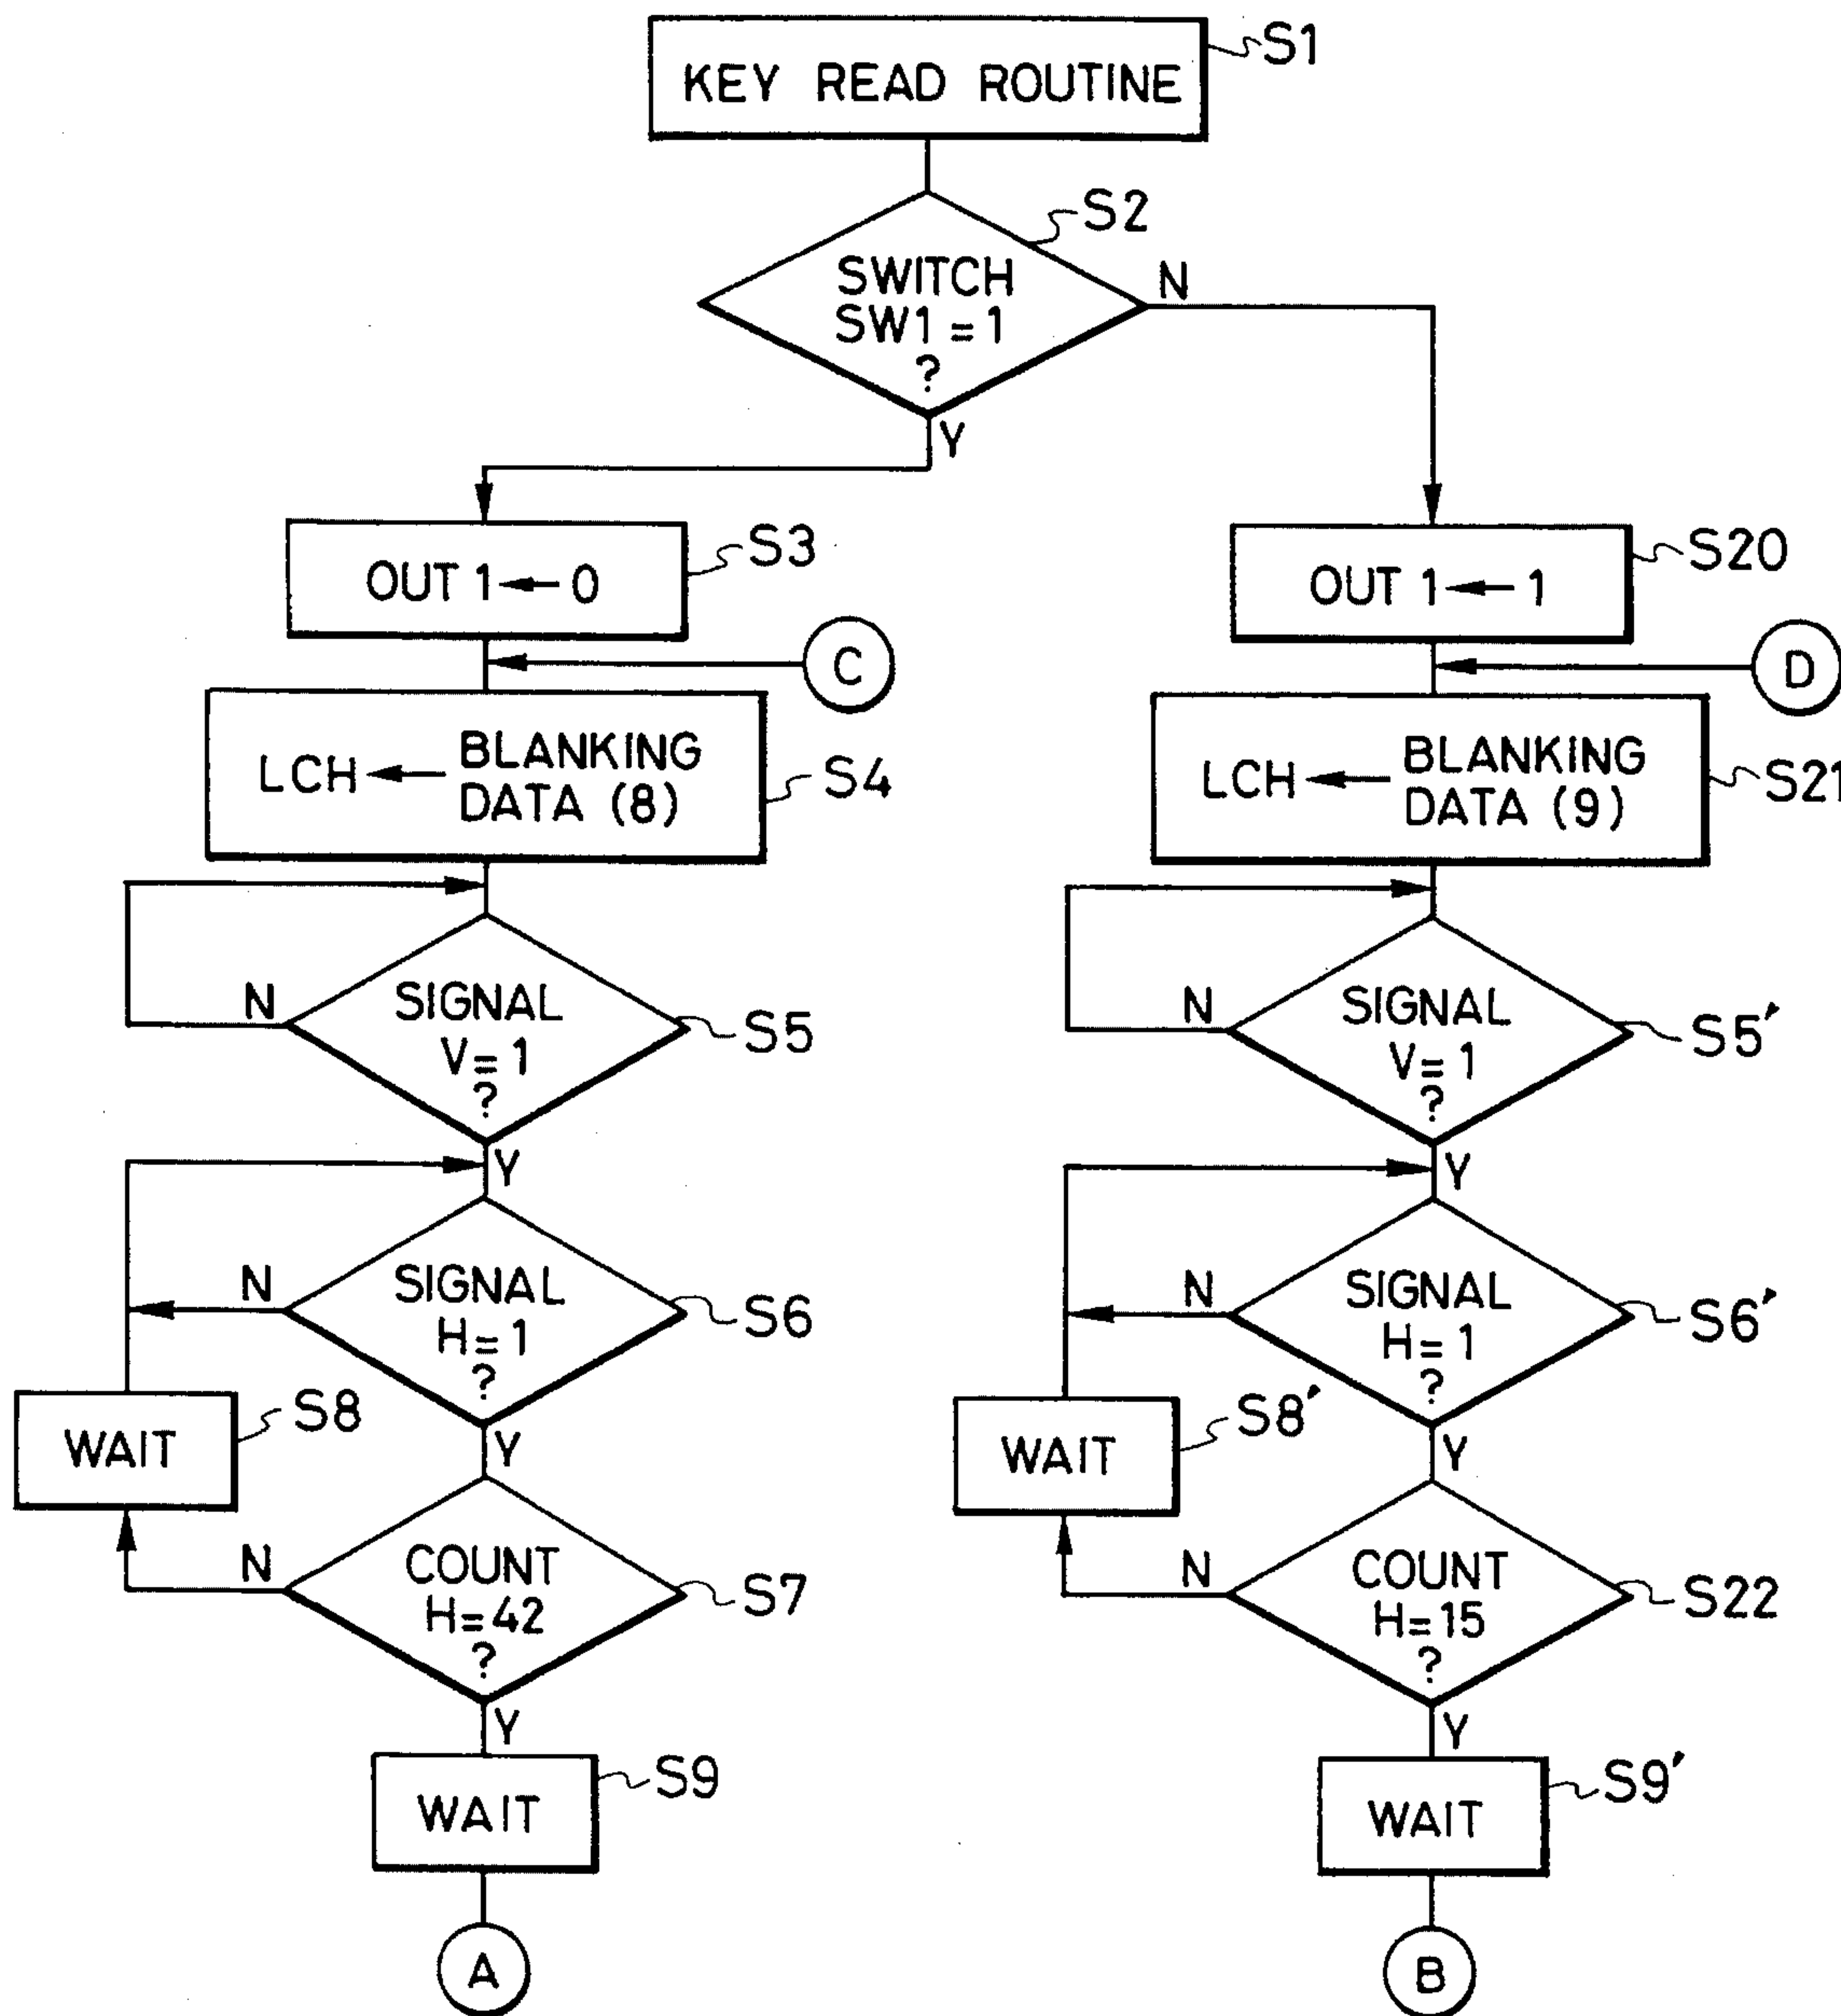 KEY READ ROUTINE
S1
S2
SWITCH
SW1 = 1
?
N
Y
OUT 1 ← 0
S3
C
LCH ← BLANKING
DATA (8)
S4
N
SIGNAL
V = 1
?
S5
Y
N
SIGNAL
H = 1
?
S6
Y
WAIT
S8
N
COUNT
H = 42
?
S7
Y
WAIT
S9
A
OUT 1 ← 1
S20
D
LCH ← BLANKING
DATA (9)
S21
N
SIGNAL
V = 1
?
S5'
Y
N
SIGNAL
H = 1
?
S6'
Y
WAIT
S8'
N
COUNT
H = 15
?
S22
Y
WAIT
S9'
B